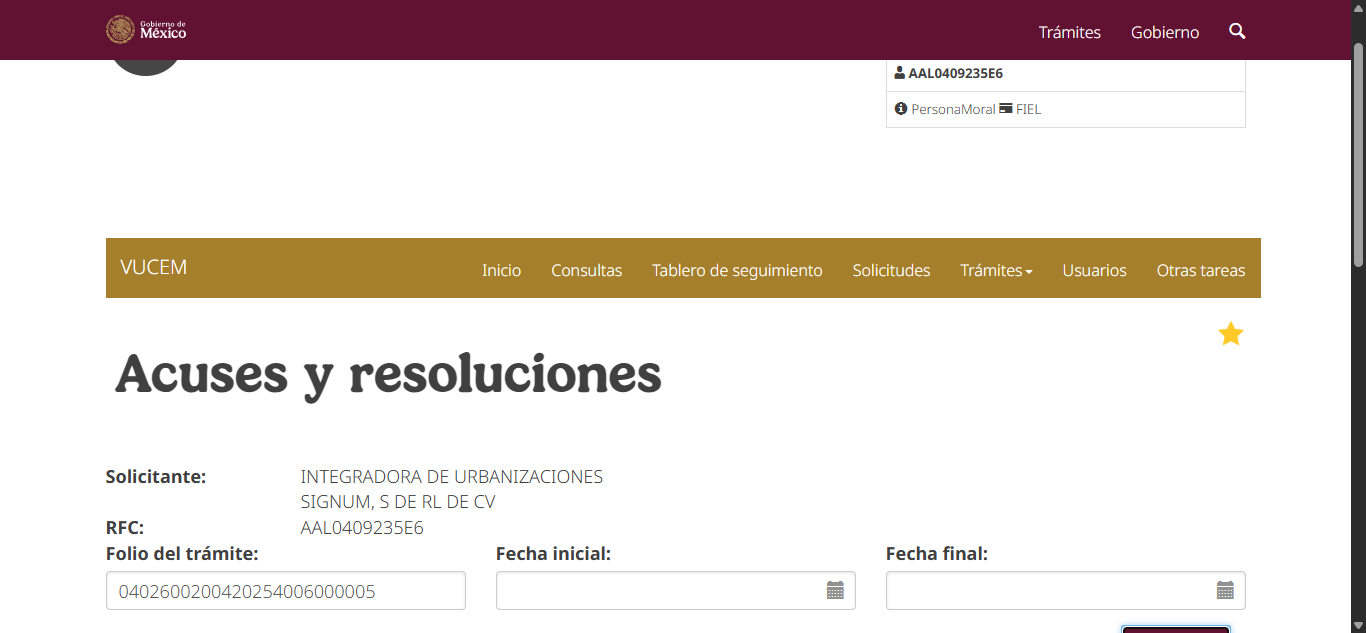 Gobierno de
México
Trámites
Gobierno
AAL0409235E6
PersonaMoral FIEL
VUCEM
Inicio
Consultas
Tablero de seguimiento
Solicitudes
Trámites
Usuarios
Otras tareas
Acuses y resoluciones
Solicitante:
INTEGRADORA DE URBANIZACIONES
SIGNUM, S DE RL DE CV
RFC:
AAL0409235E6
Folio del trámite:
Fecha inicial:
Fecha final:
0402600200420254006000005